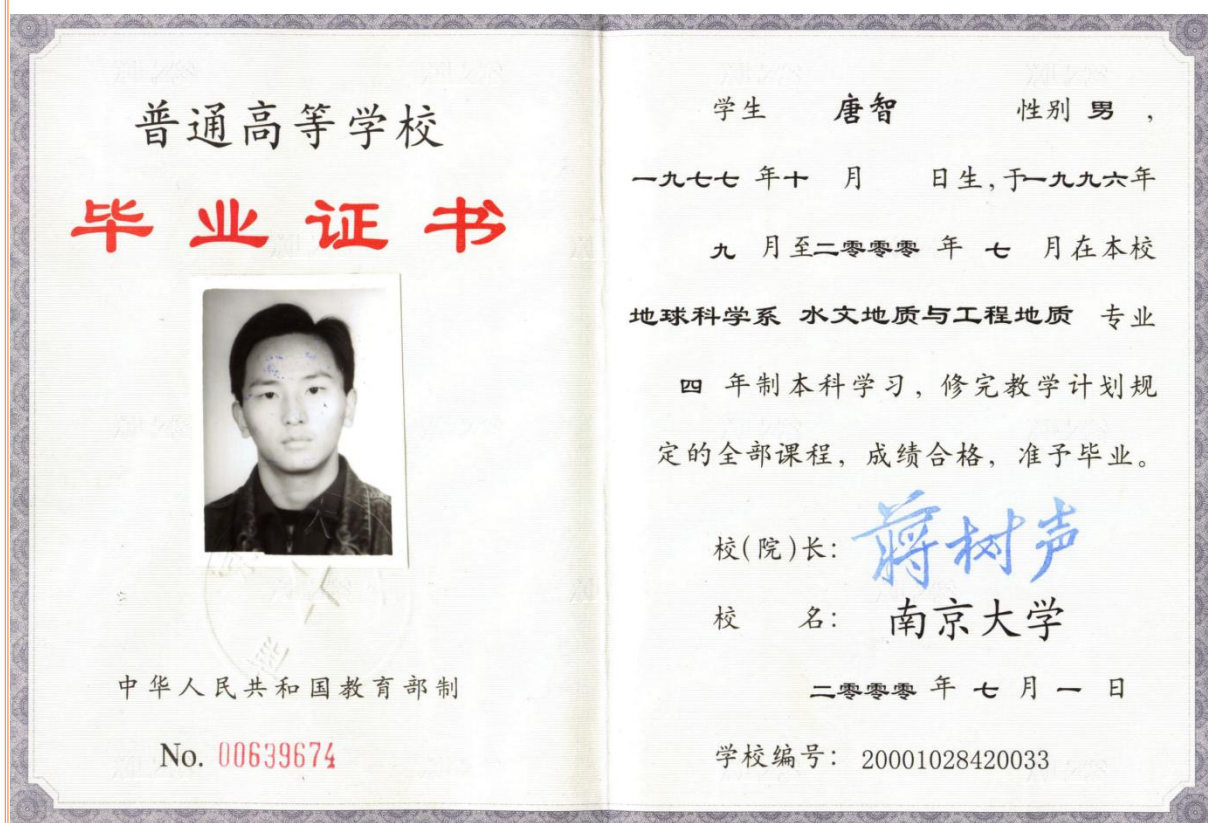 普通高等学校
毕业证书
中华人民共和国教育部制
No. 00639674
学生 唐智 性别 男 ,
一九七七 年十 月 日生,于一九九六年
九 月至二零零零 年 七 月在本校
地球科学系 水文地质与工程地质 专业
四 年制本科学习, 修完教学计划规
定的全部课程, 成绩合格, 准予毕业。
校(院)长: 蒋树声
校 名: 南京大学
二零零零 年 七 月 一 日
学校编号: 20001028420033